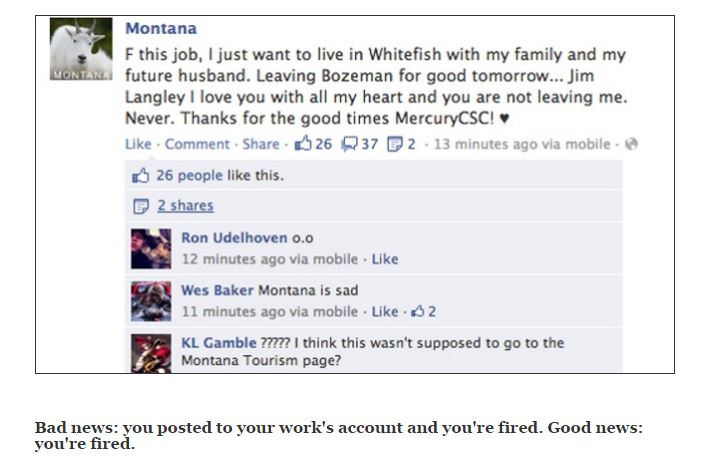 Montana
F this job, I just want to live in Whitefish with my family and my
future husband. Leaving Bozeman for good tomorrow... Jim
Langley I love you with all my heart and you are not leaving me.
Never. Thanks for the good times MercuryCSC! ♥
MONTANA
Like · Comment · Share · 26 37 2 · 13 minutes ago via mobile ·
26 people like this.
2 shares
Ron Udelhoven o.o
12 minutes ago via mobile · Like
Wes Baker Montana is sad
11 minutes ago via mobile · Like · 2
KL Gamble ????? I think this wasn't supposed to go to the
Montana Tourism page?
Bad news: you posted to your work's account and you're fired. Good news:
you're fired.